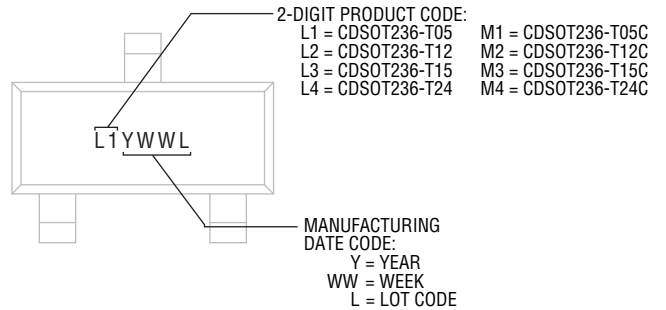 2-DIGIT PRODUCT CODE:
L1 = CDSOT236-T05 M1 = CDSOT236-T05C
L2 = CDSOT236-T12 M2 = CDSOT236-T12C
L3 = CDSOT236-T15 M3 = CDSOT236-T15C
L4 = CDSOT236-T24 M4 = CDSOT236-T24C
L1YWWL
MANUFACTURING
DATE CODE:
Y = YEAR
WW = WEEK
L = LOT CODE